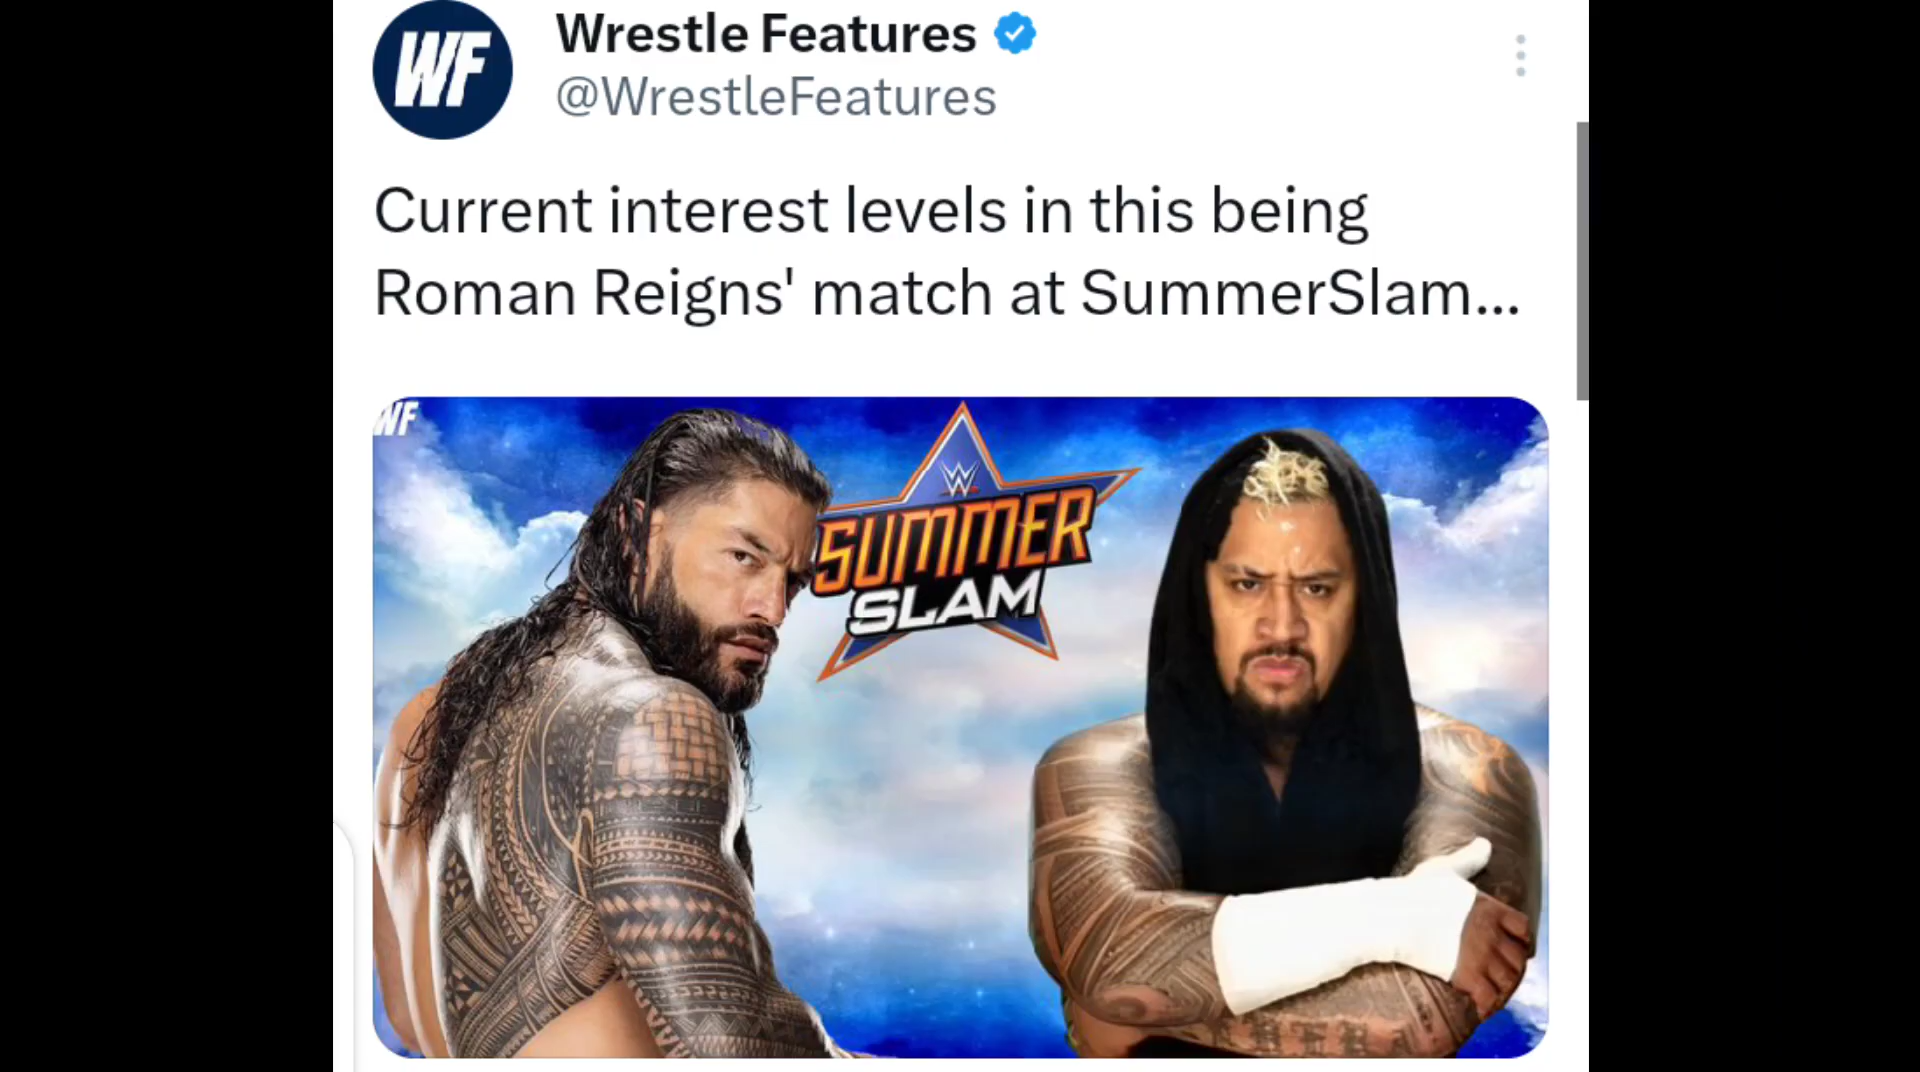 WF
Wrestle Features
@WrestleFeatures
Current interest levels in this being
Roman Reigns' match at SummerSlam...
WF
W
SUMMER
SLAM